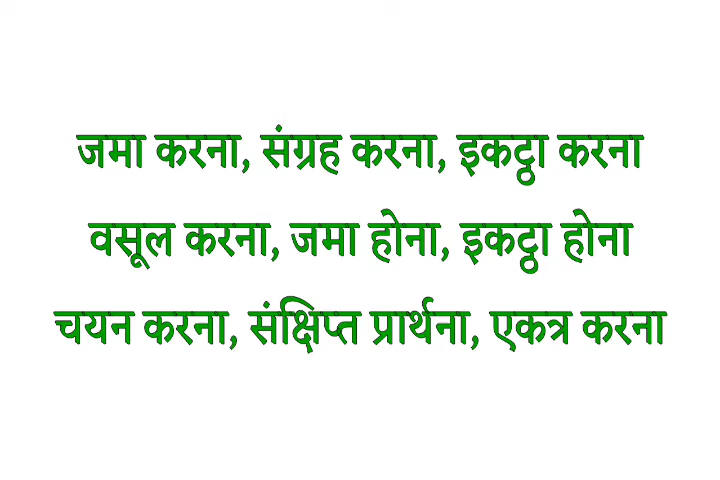 जमा करना, संग्रह करना, इकट्ठा करना
वसूल करना, जमा होना, इकट्ठा होना
चयन करना, संक्षिप्त प्रार्थना, एकत्र करना